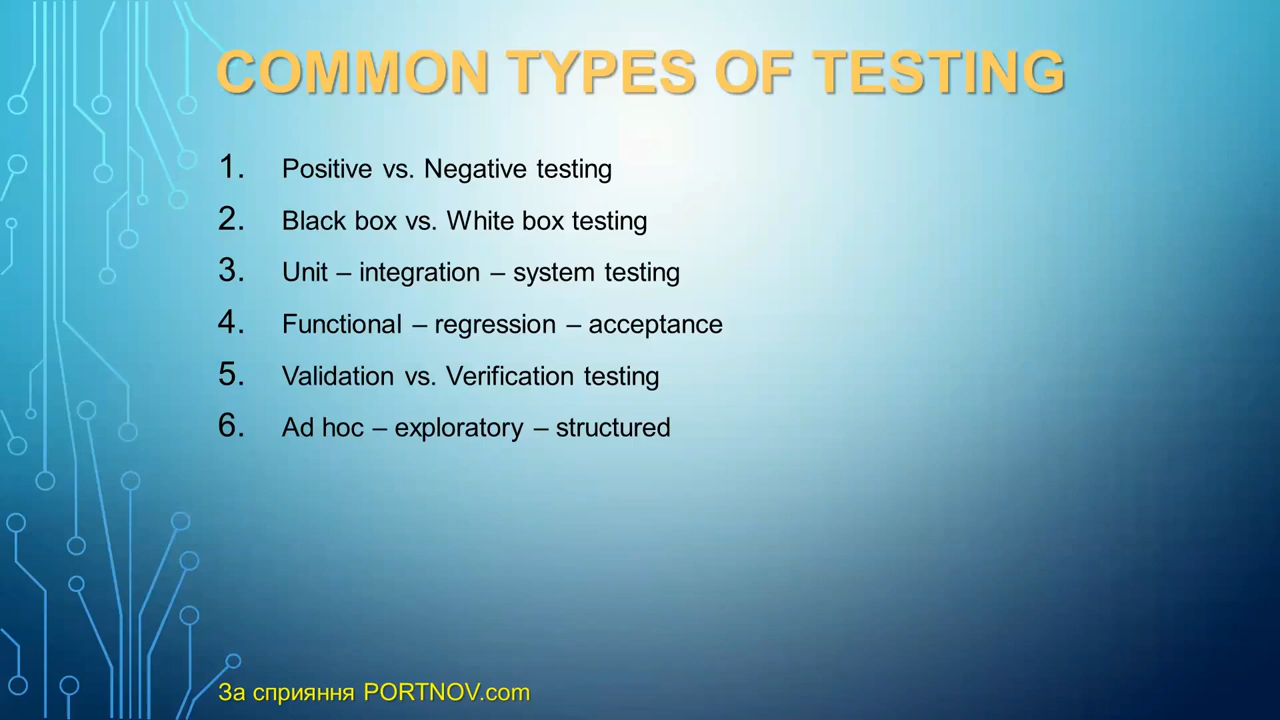 COMMON TYPES OF TESTING
1. Positive vs. Negative testing
2. Black box vs. White box testing
3. Unit – integration – system testing
4. Functional – regression – acceptance
5. Validation vs. Verification testing
6. Ad hoc – exploratory – structured
За сприяння PORTNOV.com